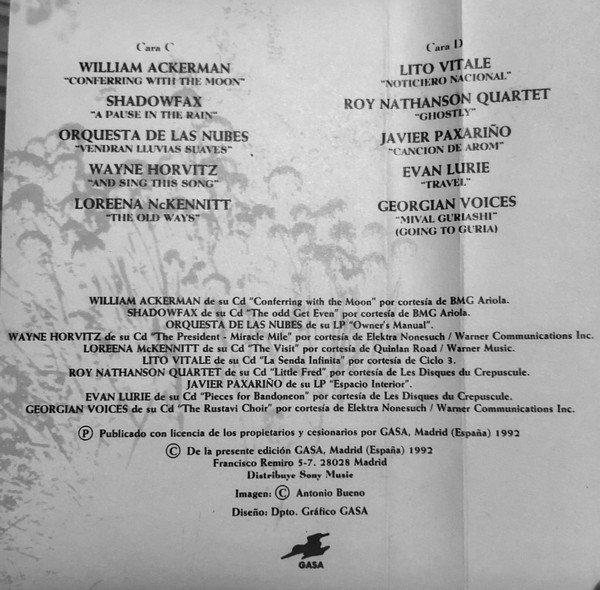 Cara C
WILLIAM ACKERMAN
"CONFERRING WITH THE MOON"
SHADOWFAX
"A PAUSE IN THE RAIN"
ORQUESTA DE LAS NUBES
"VENDRAN LLUVIAS SUAVES"
WAYNE HORVITZ
"AND SING THIS SONG"
LOREENA McKENNITT
"THE OLD WAYS"
Cara D
LITO VITALE
"NOTICIERO NACIONAL"
ROY NATHANSON QUARTET
"GHOSTLY"
JAVIER PAXARIÑO
"CANCION DE AROM"
EVAN LURIE
"TRAVEL"
GEORGIAN VOICES
"MIVAL GURIASHI"
(GOING TO GURIA)
WILLIAM ACKERMAN de su Cd "Conferring with the Moon" por cortesía de BMG Ariola.
SHADOWFAX de su Cd "The odd Get Even" por cortesía de BMG Ariola.
ORQUESTA DE LAS NUBES de su LP "Owner's Manual".
WAYNE HORVITZ de su Cd "The President - Miracle Mile" por cortesía de Elektra Nonesuch / Warner Communications Inc.
LOREENA McKENNITT de su Cd "The Visit" por cortesía de Quinlan Road / Warner Music.
LITO VITALE de su Cd "La Senda Infinita" por cortesía de Ciclo 3.
ROY NATHANSON QUARTET de su Cd "Little Fred" por cortesía de Les Disques du Crepuscule.
JAVIER PAXARIÑO de su LP "Espacio Interior".
EVAN LURIE de su Cd "Pieces for Bandoneon" por cortesía de Les Disques du Crepuscule.
GEORGIAN VOICES de su Cd "The Rustavi Choir" por cortesía de Elektra Nonesuch / Warner Communications Inc.
Ⓟ Publicado con licencia de los propietarios y cesionarios por GASA, Madrid (España) 1992
© De la presente edición GASA, Madrid (España) 1992
Francisco Remiro 5-7. 28028 Madrid
Distribuye Sony Music
Imagen: © Antonio Bueno
Diseño: Dpto. Gráfico GASA
GASA